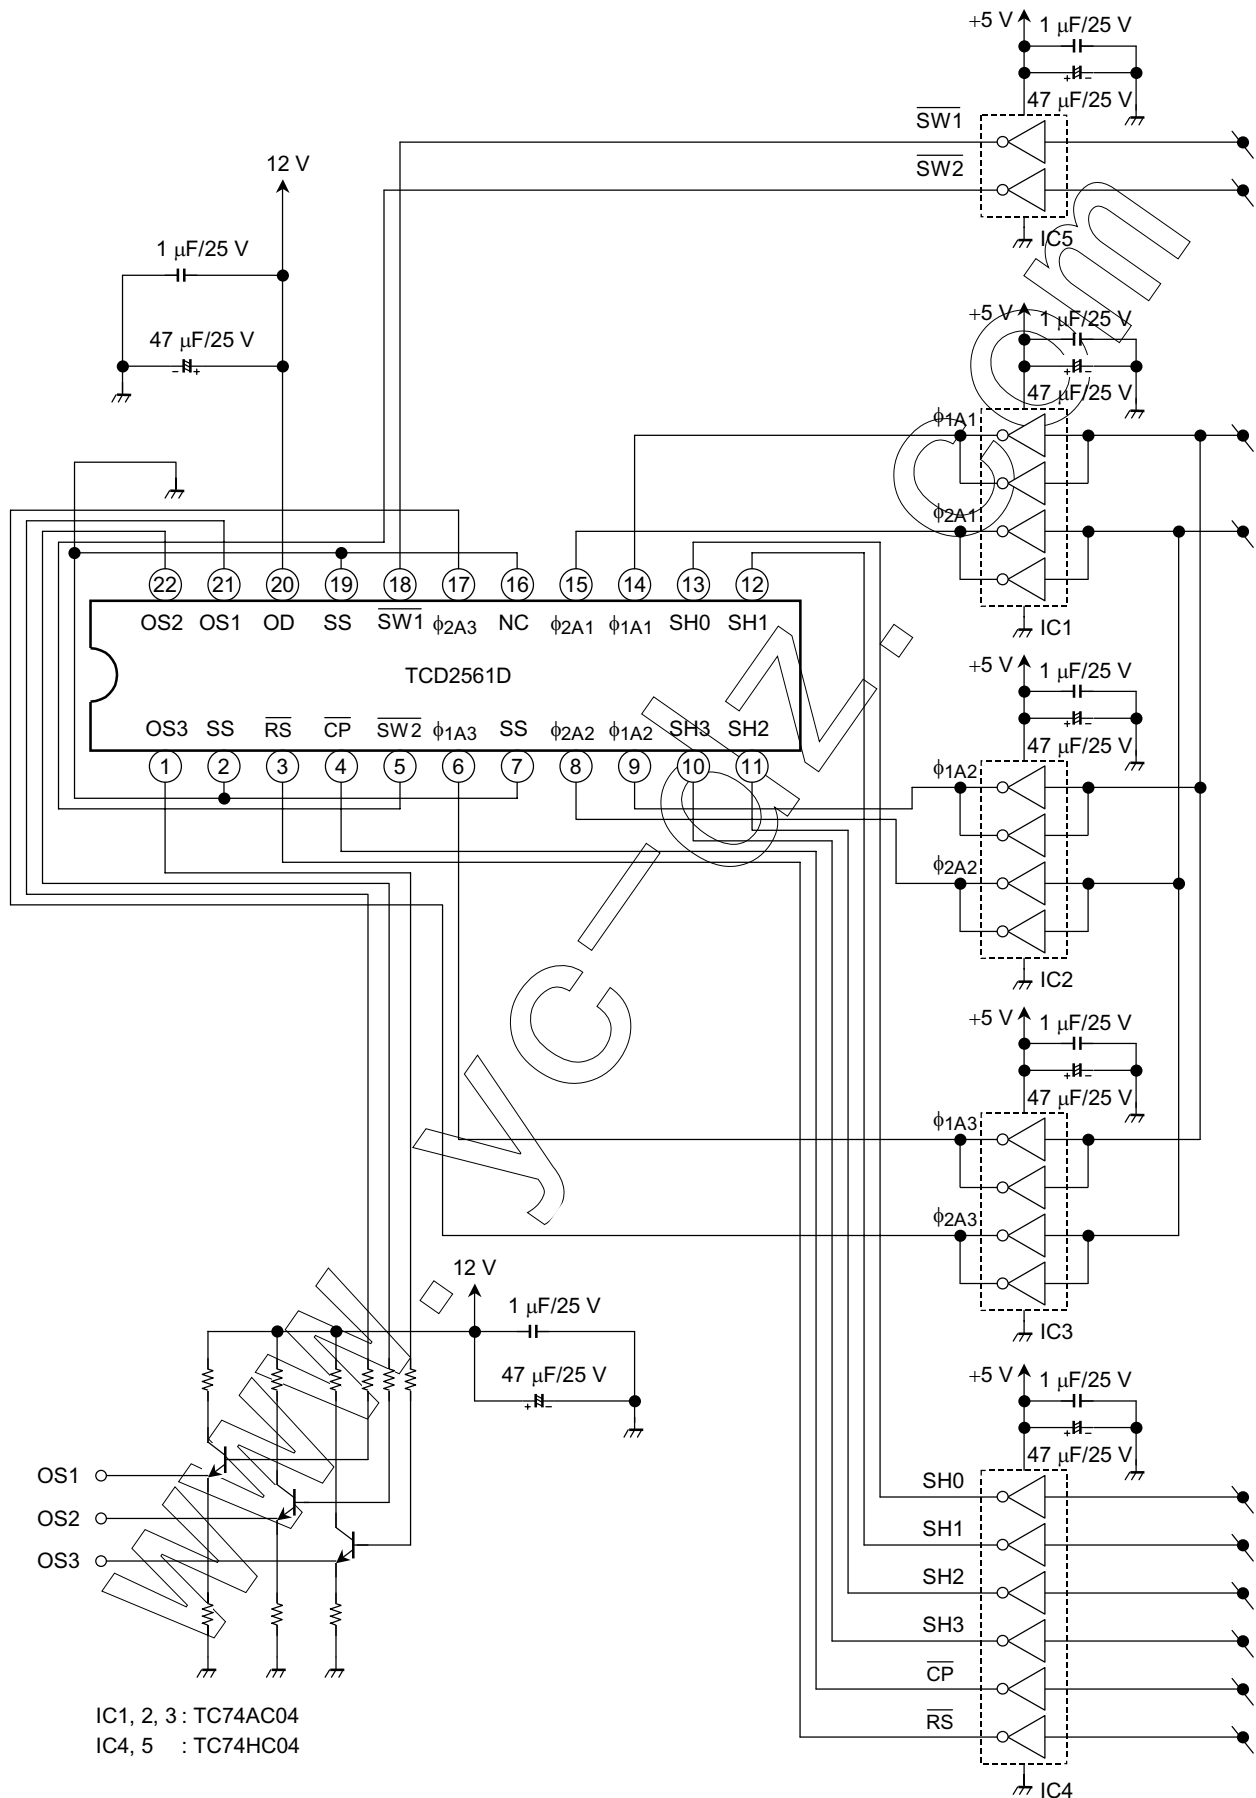 +5 V
1 μF/25 V
47 μF/25 V
SW1
SW2
IC5
12 V
1 μF/25 V
47 μF/25 V
+5 V
1 μF/25 V
47 μF/25 V
ϕ1A1
ϕ2A1
IC1
22 21 20 19 18 17 16 15 14 13 12
OS2 OS1 OD SS SW1 ϕ2A3 NC ϕ2A1 ϕ1A1 SH0 SH1
TCD2561D
OS3 SS RS CP SW2 ϕ1A3 SS ϕ2A2 ϕ1A2 SH3 SH2
1 2 3 4 5 6 7 8 9 10 11
+5 V
1 μF/25 V
47 μF/25 V
ϕ1A2
ϕ2A2
IC2
+5 V
1 μF/25 V
47 μF/25 V
ϕ1A3
ϕ2A3
IC3
12 V
1 μF/25 V
47 μF/25 V
OS1
OS2
OS3
+5 V
1 μF/25 V
47 μF/25 V
SH0
SH1
SH2
SH3
CP
RS
IC4
IC1, 2, 3 : TC74AC04
IC4, 5 : TC74HC04